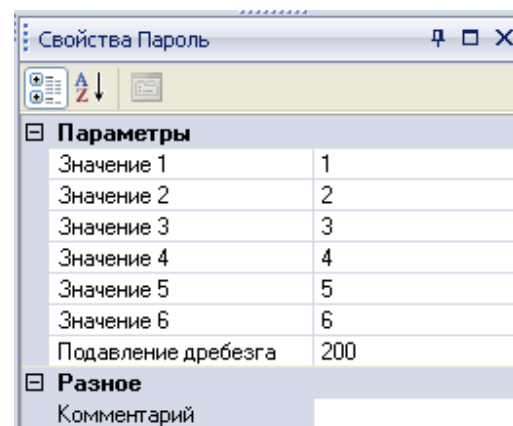 Свойства Пароль
Параметры
Значение 1 1
Значение 2 2
Значение 3 3
Значение 4 4
Значение 5 5
Значение 6 6
Подавление дребезга 200
Разное
Комментарий